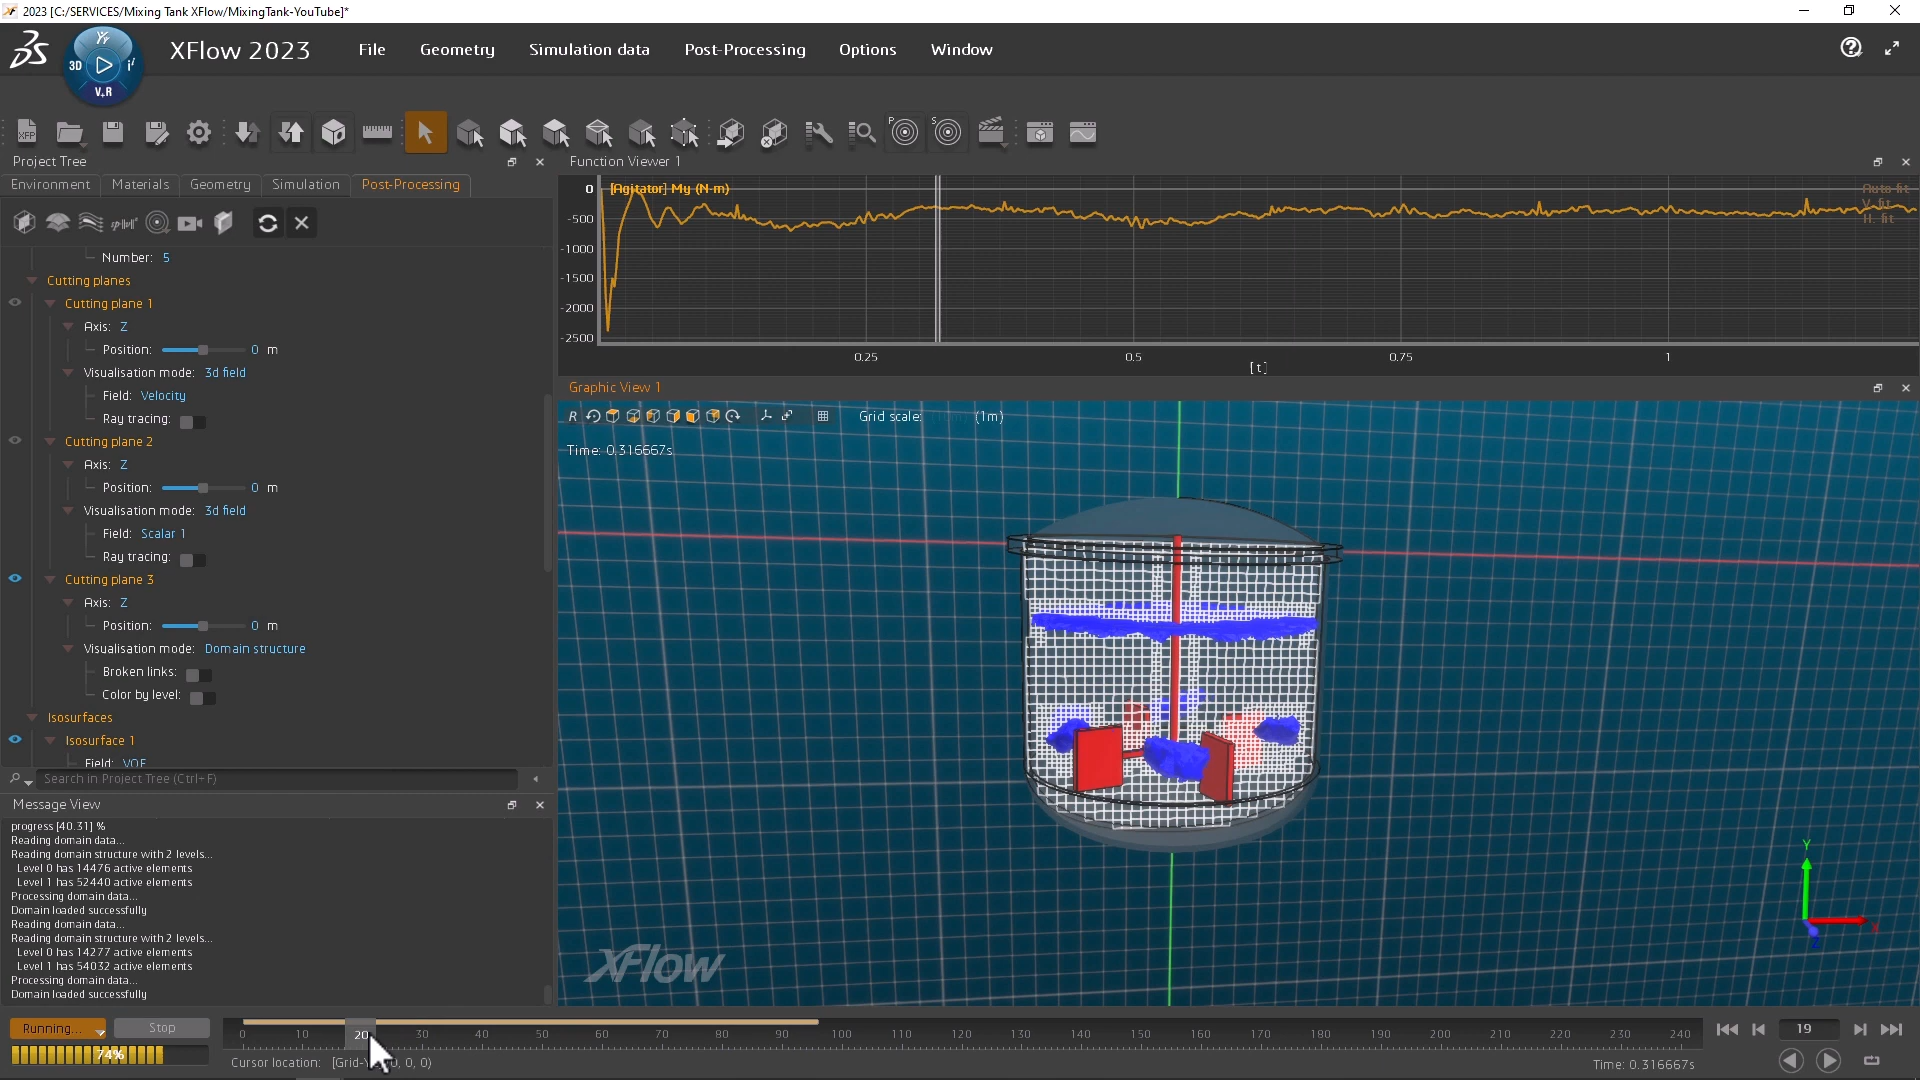 2023 [C:/SERVICES/Mixing Tank XFlow/MixingTank-YouTube]*
3D
V.R
XFlow 2023
File
Geometry
Simulation data
Post-Processing
Options
Window
XFP
P
S
Project Tree
Environment
Materials
Geometry
Simulation
Post-Processing
Number: 5
Cutting planes
Cutting plane 1
Axis: Z
Position: 0 m
Visualisation mode: 3d field
Field: Velocity
Ray tracing:
Cutting plane 2
Axis: Z
Position: 0 m
Visualisation mode: 3d field
Field: Scalar 1
Ray tracing:
Cutting plane 3
Axis: Z
Position: 0 m
Visualisation mode: Domain structure
Broken links:
Color by level:
Isosurfaces
Isosurface 1
Field: VOF
Search in Project Tree (Ctrl+F)
Message View
progress [40.31] %
Reading domain data...
Reading domain structure with 2 levels...
Level 0 has 14476 active elements
Level 1 has 52440 active elements
Processing domain data...
Domain loaded successfully
Reading domain data...
Reading domain structure with 2 levels...
Level 0 has 14277 active elements
Level 1 has 54032 active elements
Processing domain data...
Domain loaded successfully
Function Viewer 1
[Agitator] My (N·m)
Auto fit
V. fit
H. fit
0
-500
-1000
-1500
-2000
-2500
0.25
0.5
0.75
1
[t]
Graphic View 1
R
Grid scale: (1m)
Time: 0.316667s
Y
X
Z
XFlow
Running...
Stop
74%
0 10 20 30 40 50 60 70 80 90 100 110 120 130 140 150 160 170 180 190 200 210 220 230 240
19
Cursor location: [Grid-
0, 0, 0)
Time: 0.316667s